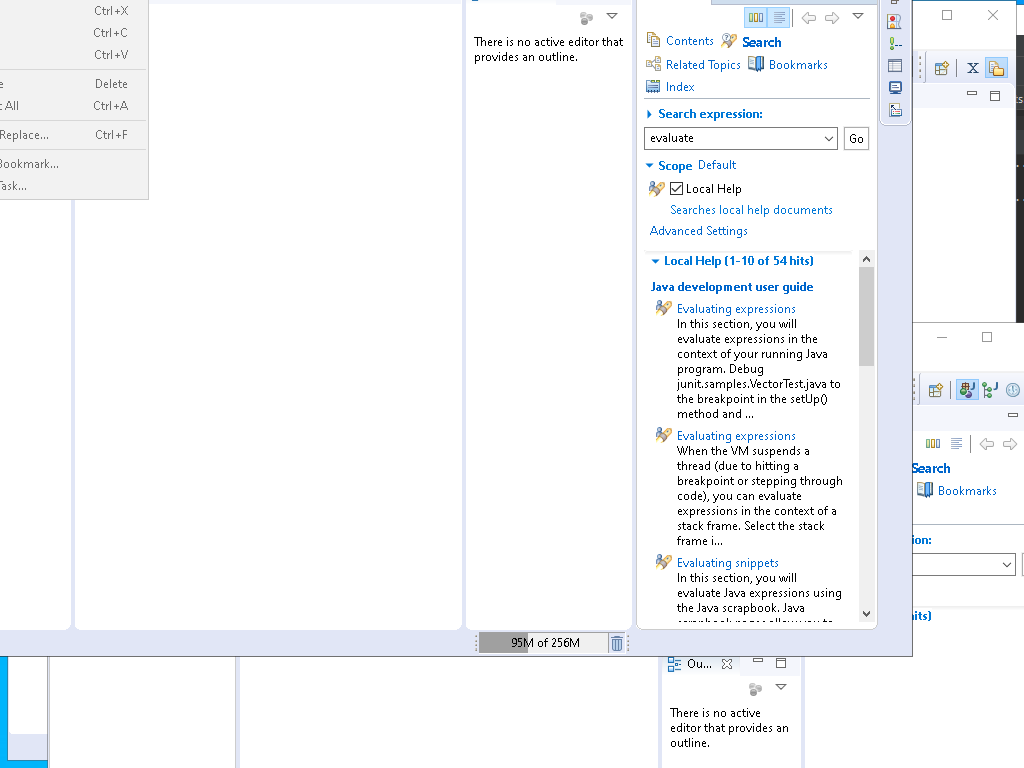 Ctrl+X
Ctrl+C
Ctrl+V
Delete
All Ctrl+A
Replace... Ctrl+F
Bookmark...
Task...
There is no active editor that
provides an outline.
Contents Search
Related Topics Bookmarks
Index
Search expression:
evaluate Go
Scope Default
Local Help
Searches local help documents
Advanced Settings
Local Help (1-10 of 54 hits)
Java development user guide
Evaluating expressions
In this section, you will
evaluate expressions in the
context of your running Java
program. Debug
junit.samples.VectorTest.java to
the breakpoint in the setUp()
method and ...
Evaluating expressions
When the VM suspends a
thread (due to hitting a
breakpoint or stepping through
code), you can evaluate
expressions in the context of a
stack frame. Select the stack
frame i...
Evaluating snippets
In this section, you will
evaluate Java expressions using
the Java scrapbook. Java
95M of 256M
Search
Bookmarks
ion:
hits)
Ou...
There is no active
editor that provides an
outline.